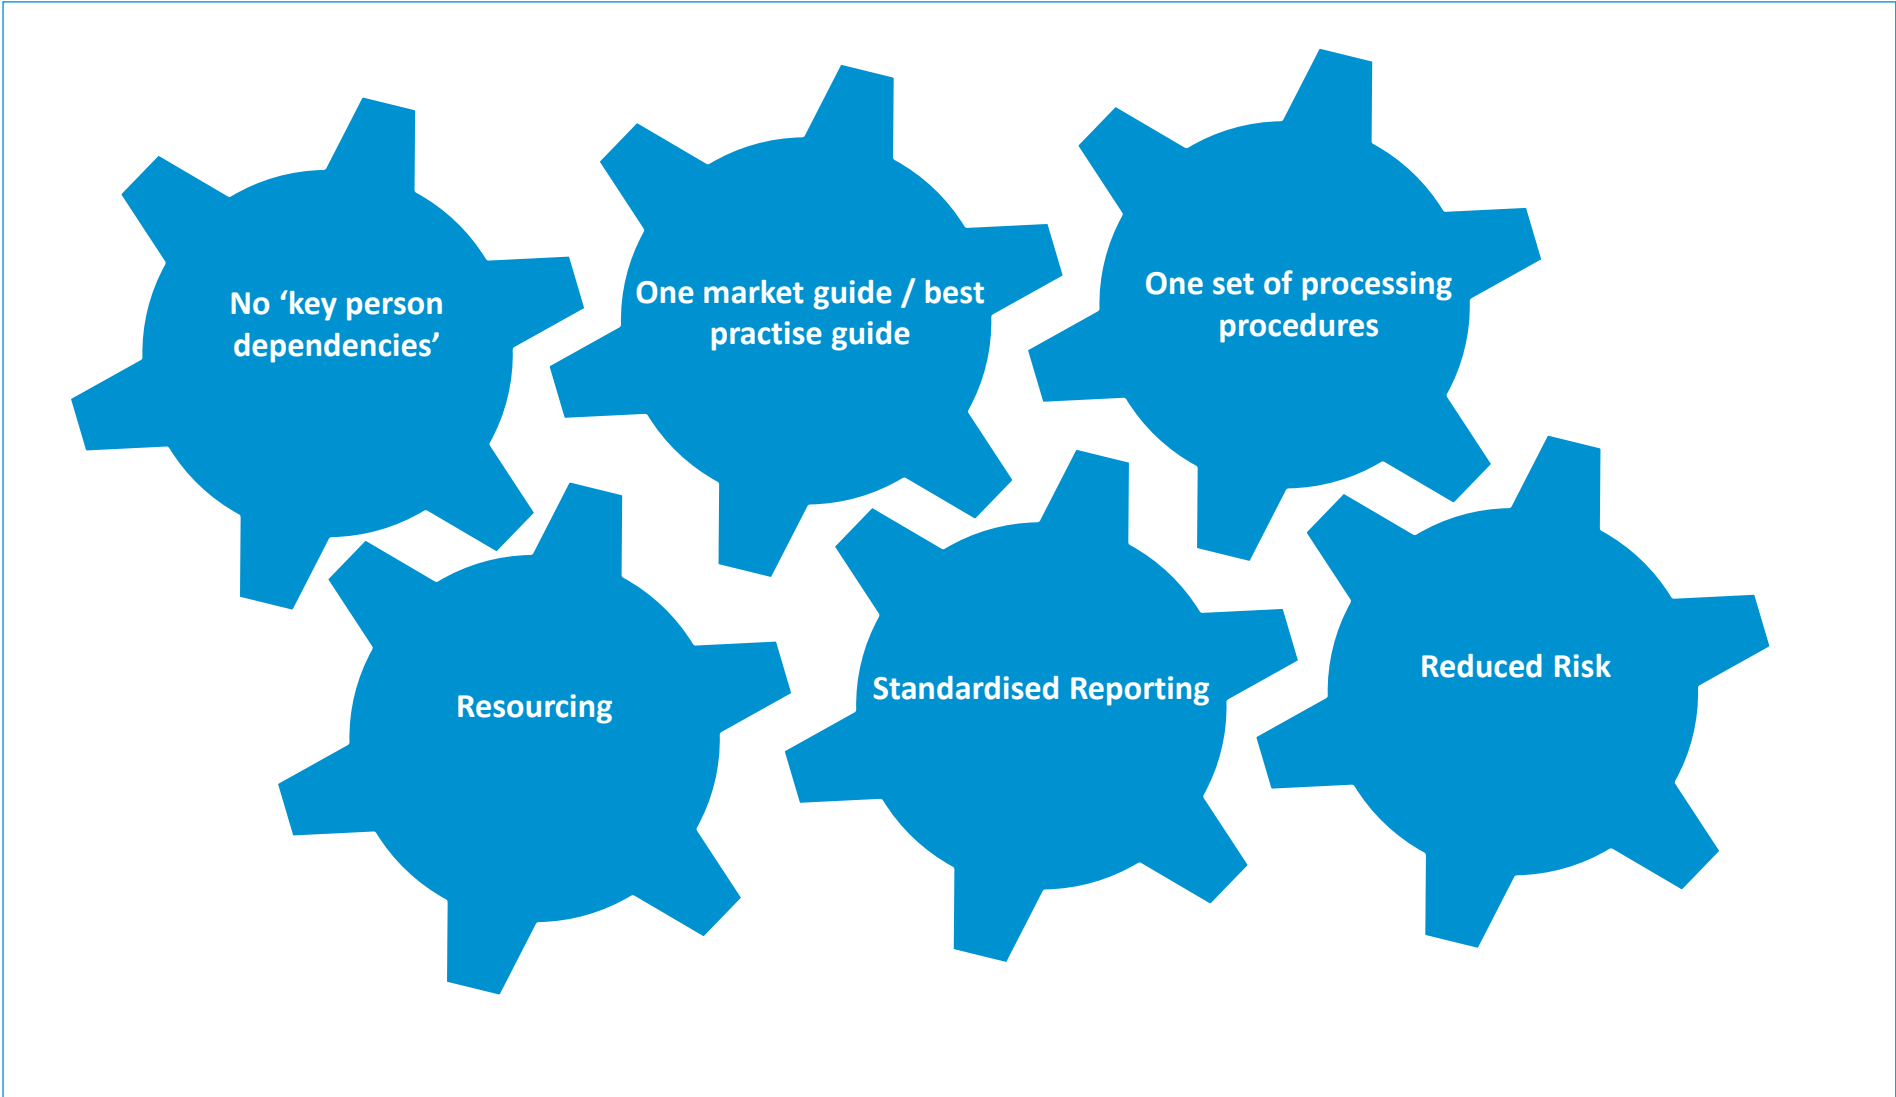 No ‘key person
dependencies’
One market guide / best
practise guide
One set of processing
procedures
Resourcing
Standardised Reporting
Reduced Risk